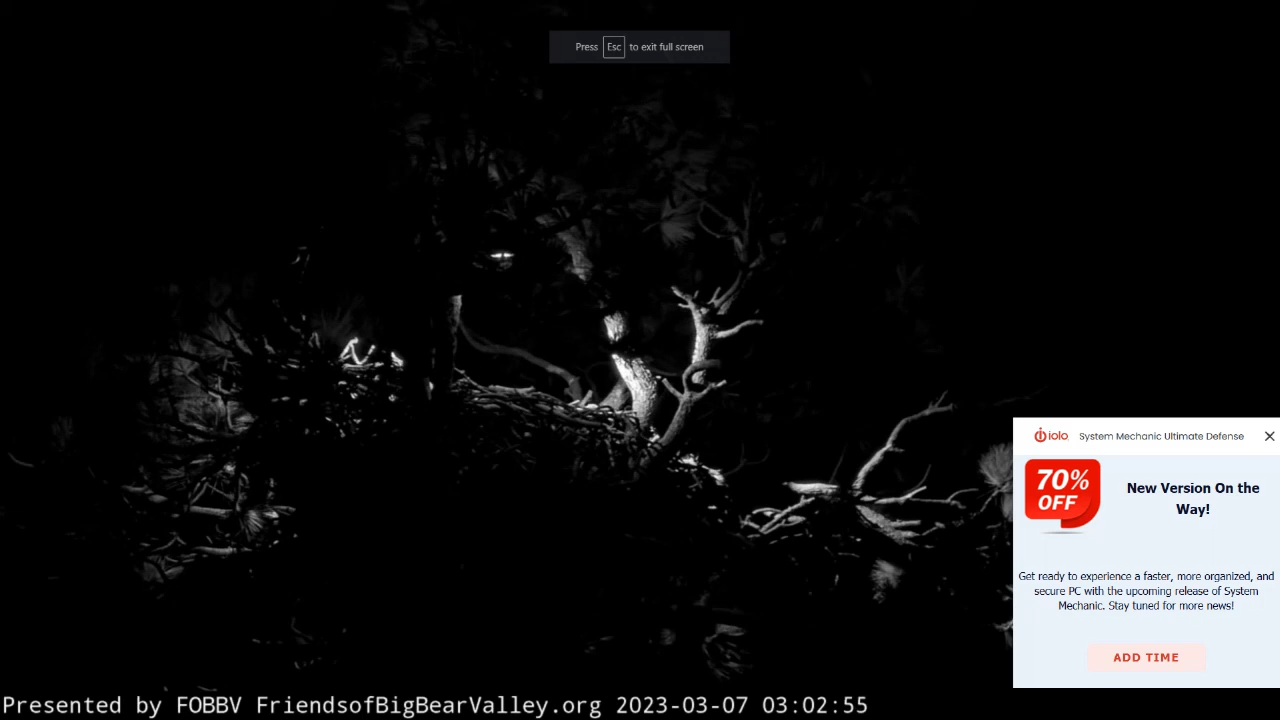 Press Esc to exit full screen
iolo System Mechanic Ultimate Defense
70%
OFF
New Version On the
Way!
Get ready to experience a faster, more organized, and
secure PC with the upcoming release of System
Mechanic. Stay tuned for more news!
ADD TIME
Presented by FOBBV FriendsofBigBearValley.org 2023-03-07 03:02:55